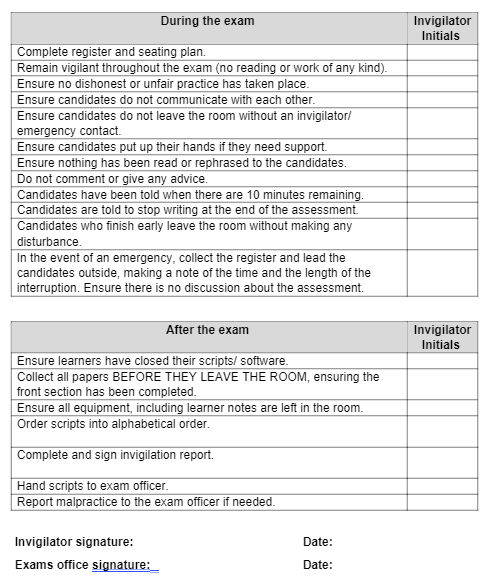 During the exam Invigilator
Initials
Complete register and seating plan.
Remain vigilant throughout the exam (no reading or work of any kind).
Ensure no dishonest or unfair practice has taken place.
Ensure candidates do not communicate with each other.
Ensure candidates do not leave the room without an invigilator/
emergency contact.
Ensure candidates put up their hands if they need support.
Ensure nothing has been read or rephrased to the candidates.
Do not comment or give any advice.
Candidates have been told when there are 10 minutes remaining.
Candidates are told to stop writing at the end of the assessment.
Candidates who finish early leave the room without making any
disturbance.
In the event of an emergency, collect the register and lead the
candidates outside, making a note of the time and the length of the
interruption. Ensure there is no discussion about the assessment.
After the exam Invigilator
Initials
Ensure learners have closed their scripts/ software.
Collect all papers BEFORE THEY LEAVE THE ROOM, ensuring the
front section has been completed.
Ensure all equipment, including learner notes are left in the room.
Order scripts into alphabetical order.
Complete and sign invigilation report.
Hand scripts to exam officer.
Report malpractice to the exam officer if needed.
Invigilator signature: Date:
Exams office signature: Date: